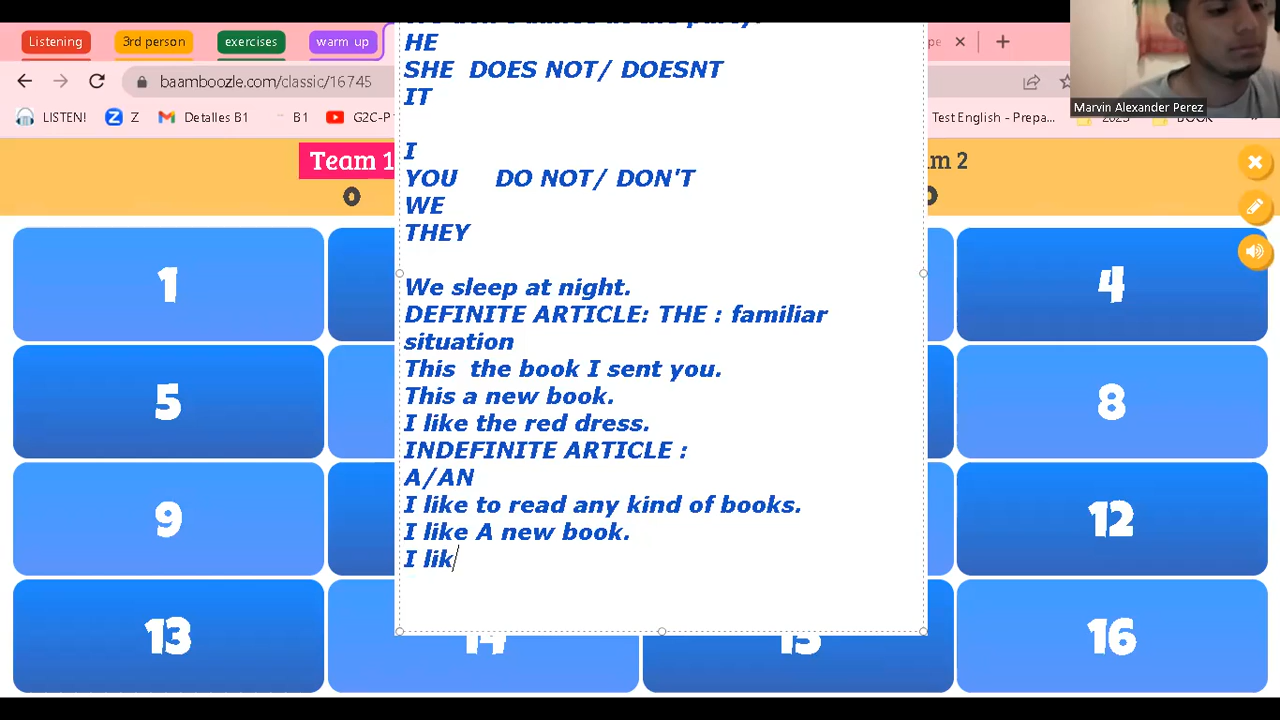 Listening
3rd person
exercises
warm up
baamboozle.com/classic/16745
LISTEN!
Z
Detalles B1
B1
G2C-P
Test English - Prepa...
2023
BOOK
Marvin Alexander Perez
Team 1
0
HE
SHE DOES NOT/ DOESNT
IT
I
YOU DO NOT/ DON'T
WE
THEY
We sleep at night.
DEFINITE ARTICLE: THE : familiar
situation
This the book I sent you.
This a new book.
I like the red dress.
INDEFINITE ARTICLE :
A/AN
I like to read any kind of books.
I like A new book.
I lik
1
4
5
8
9
12
13
14
15
16